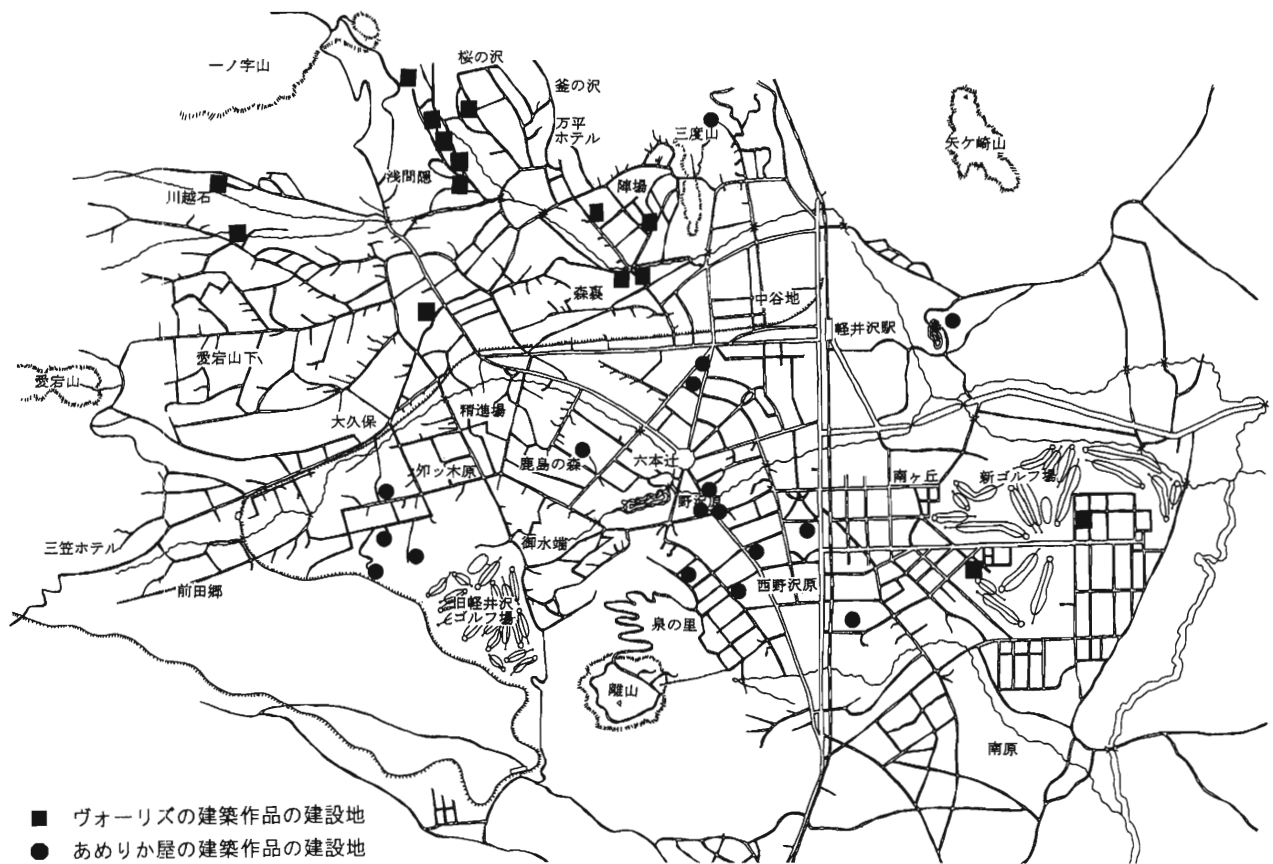 一ノ字山
桜の沢
釜の沢
万平
ホテル
三度山
矢ケ崎山
浅間隠
陣場
川越石
森裏
中谷地
軽井沢駅
愛宕山下
愛宕山
大久保
精進場
鹿島の森
六本辻
卯ッ木原
南ヶ丘
新ゴルフ場
野沢原
三笠ホテル
御水端
前田郷
西野沢原
旧軽井沢
ゴルフ場
泉の里
離山
南原
■ ヴォーリズの建築作品の建設地
● あめりか屋の建築作品の建設地